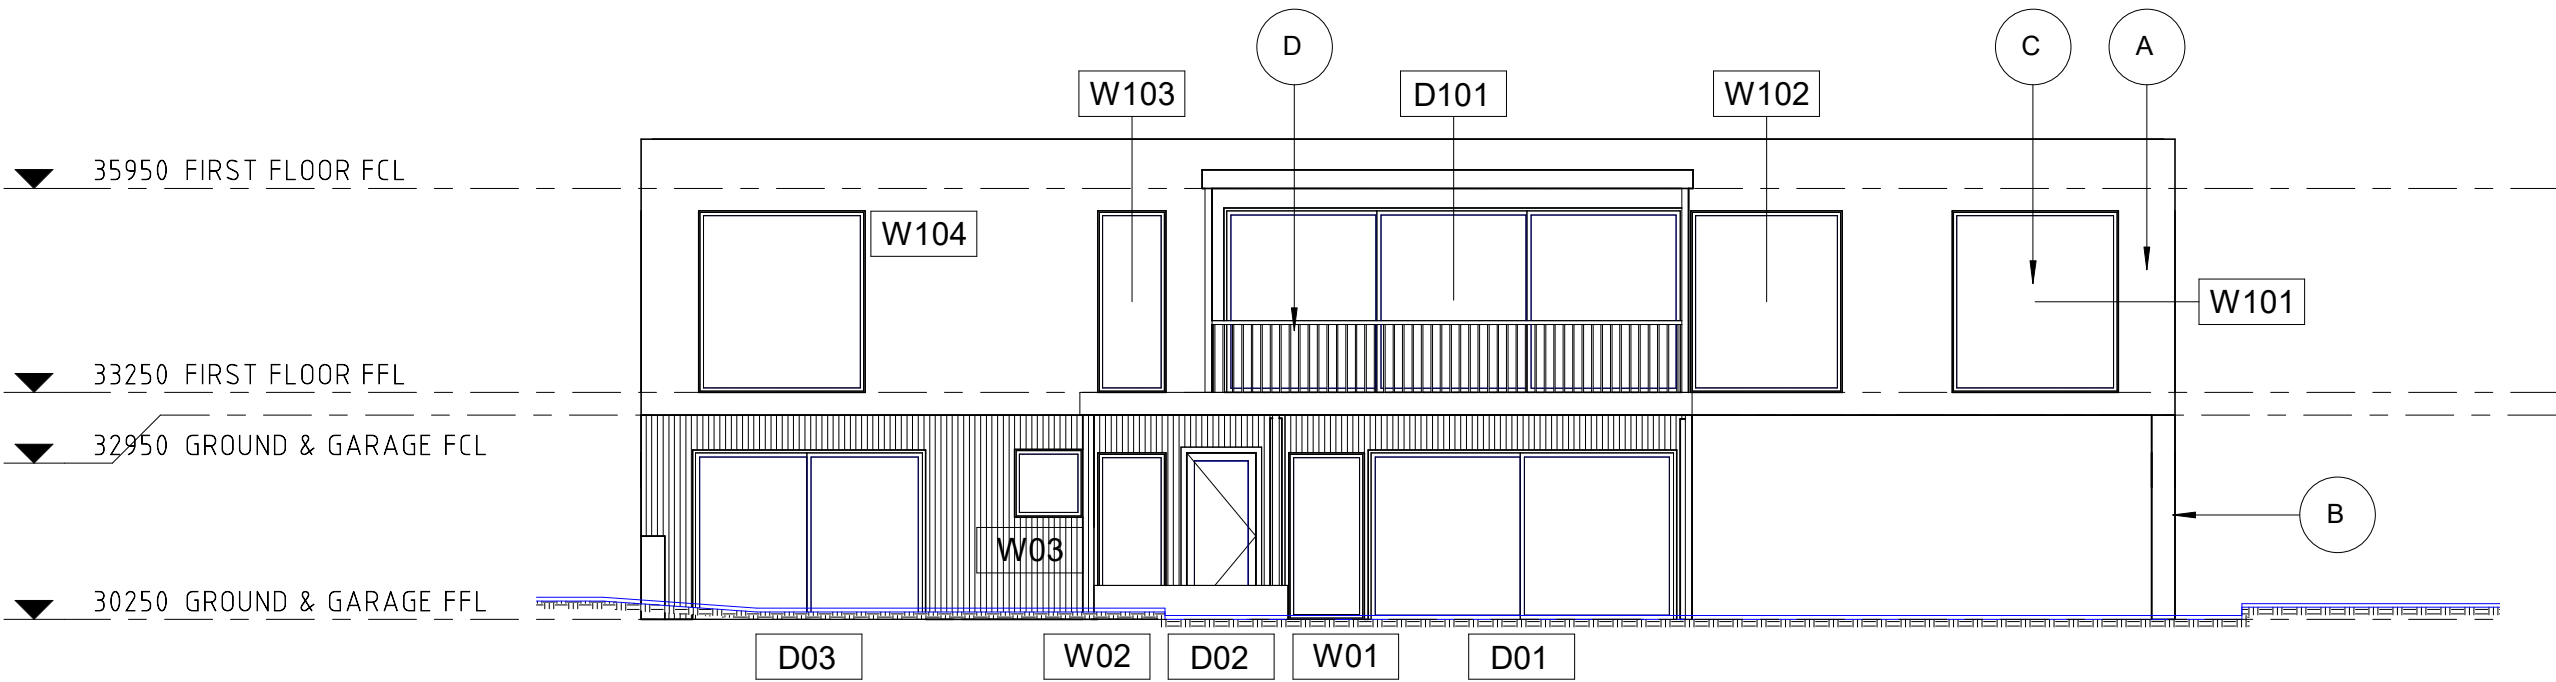 D
C
A
W103
D101
W102
35950 FIRST FLOOR FCL
W104
W101
33250 FIRST FLOOR FFL
32950 GROUND & GARAGE FCL
B
W03
30250 GROUND & GARAGE FFL
D03
W02
D02
W01
D01